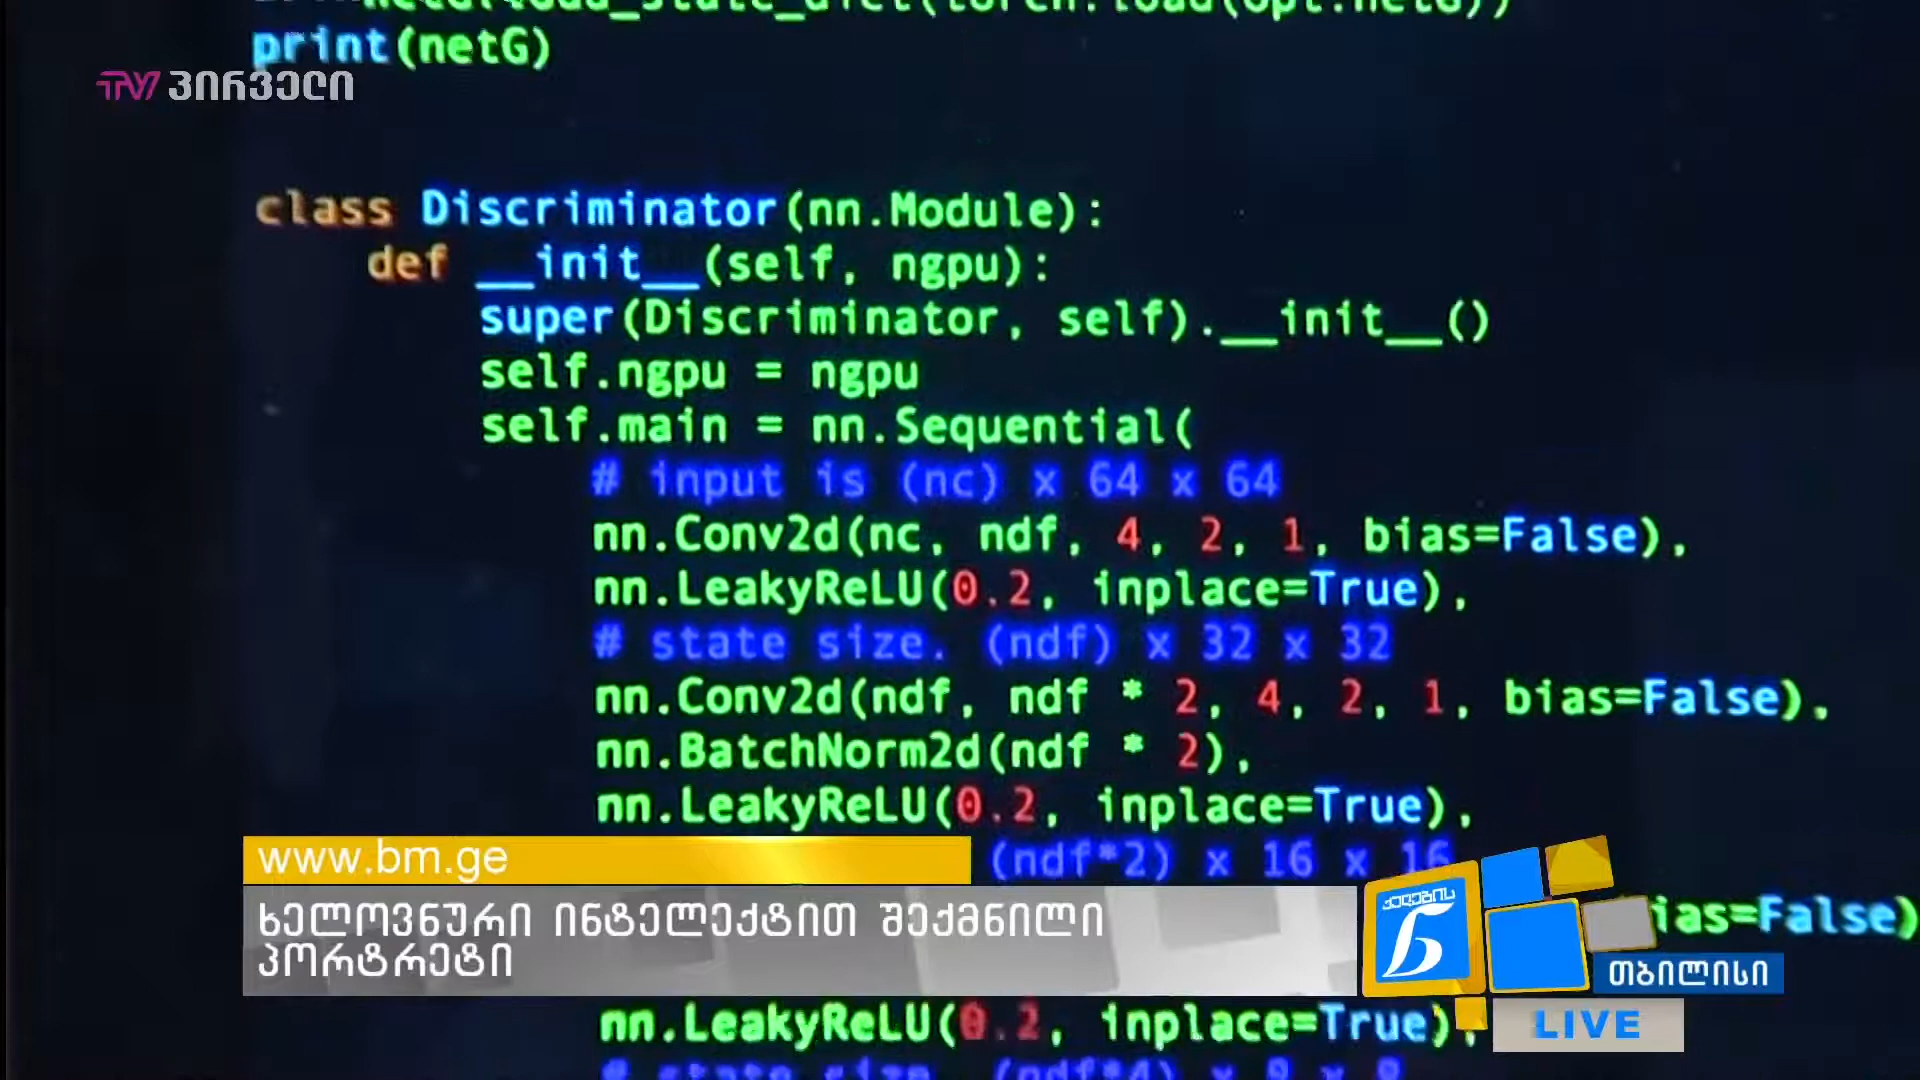 print(netG)
TV პირველი
class Discriminator(nn.Module):
def __init__(self, ngpu):
super(Discriminator, self).__init__()
self.ngpu = ngpu
self.main = nn.Sequential(
# input is (nc) x 64 x 64
nn.Conv2d(nc, ndf, 4, 2, 1, bias=False),
nn.LeakyReLU(0.2, inplace=True),
# state size. (ndf) x 32 x 32
nn.Conv2d(ndf, ndf * 2, 4, 2, 1, bias=False),
nn.BatchNorm2d(ndf * 2),
nn.LeakyReLU(0.2, inplace=True),
(ndf*2) x 16 x 16
www.bm.ge
ხელოვნური ინტელექტით შექმნილი
პორტრეტი
ias=False)
თბილისი
nn.LeakyReLU(0.2, inplace=True),
LIVE